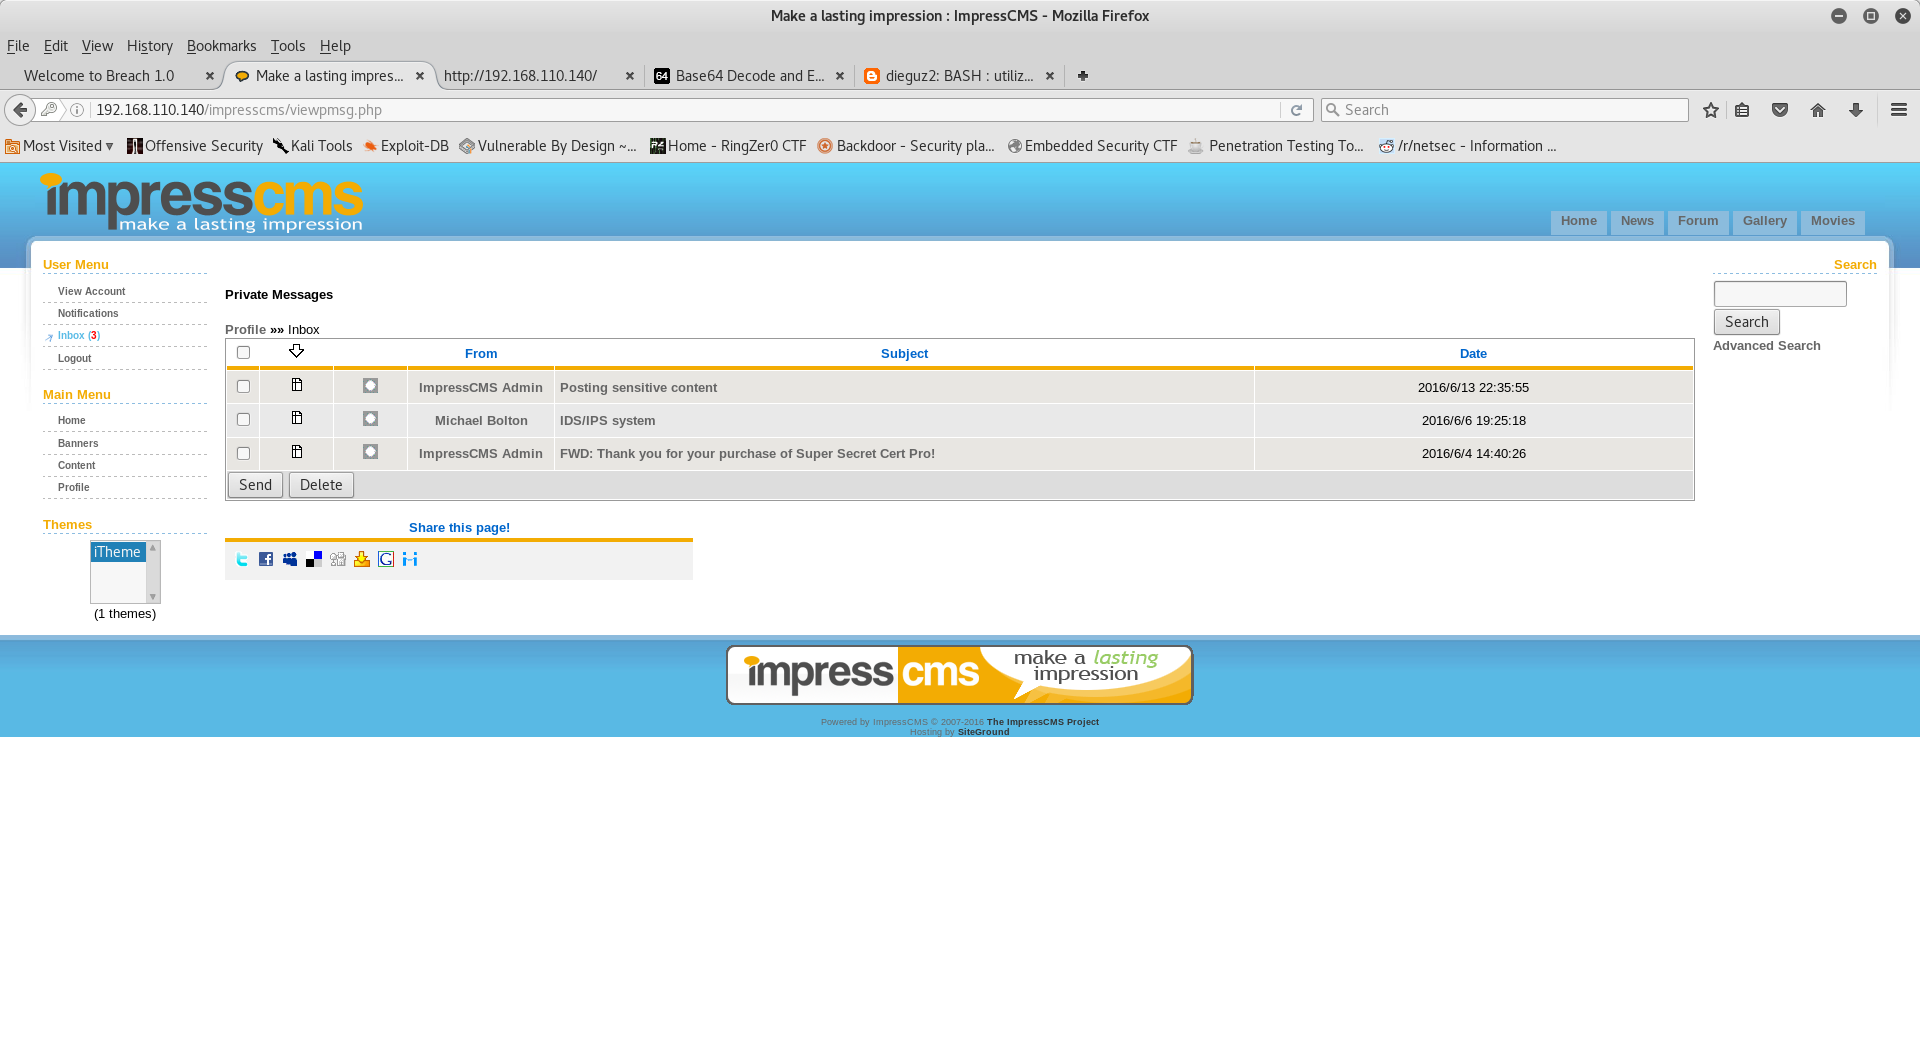 Make a lasting impression : ImpressCMS - Mozilla Firefox
File Edit View History Bookmarks Tools Help
Welcome to Breach 1.0 Make a lasting impres... http://192.168.110.140/ 64 Base64 Decode and E... dieguz2: BASH : utiliz...
192.168.110.140/impresscms/viewpmsg.php Search
Most Visited Offensive Security Kali Tools Exploit-DB Vulnerable By Design ~... Home - RingZer0 CTF Backdoor - Security pla... Embedded Security CTF Penetration Testing To... /r/netsec - Information ...
impresscms
make a lasting impression
Home News Forum Gallery Movies
User Menu
View Account
Notifications
Inbox (3)
Logout
Main Menu
Home
Banners
Content
Profile
Themes
iTheme
(1 themes)
Private Messages
Profile »» Inbox
From Subject Date
ImpressCMS Admin Posting sensitive content 2016/6/13 22:35:55
Michael Bolton IDS/IPS system 2016/6/6 19:25:18
ImpressCMS Admin FWD: Thank you for your purchase of Super Secret Cert Pro! 2016/6/4 14:40:26
Send Delete
Share this page!
Search
Search
Advanced Search
impresscms make a lasting
impression
Powered by ImpressCMS © 2007-2016 The ImpressCMS Project
Hosting by SiteGround